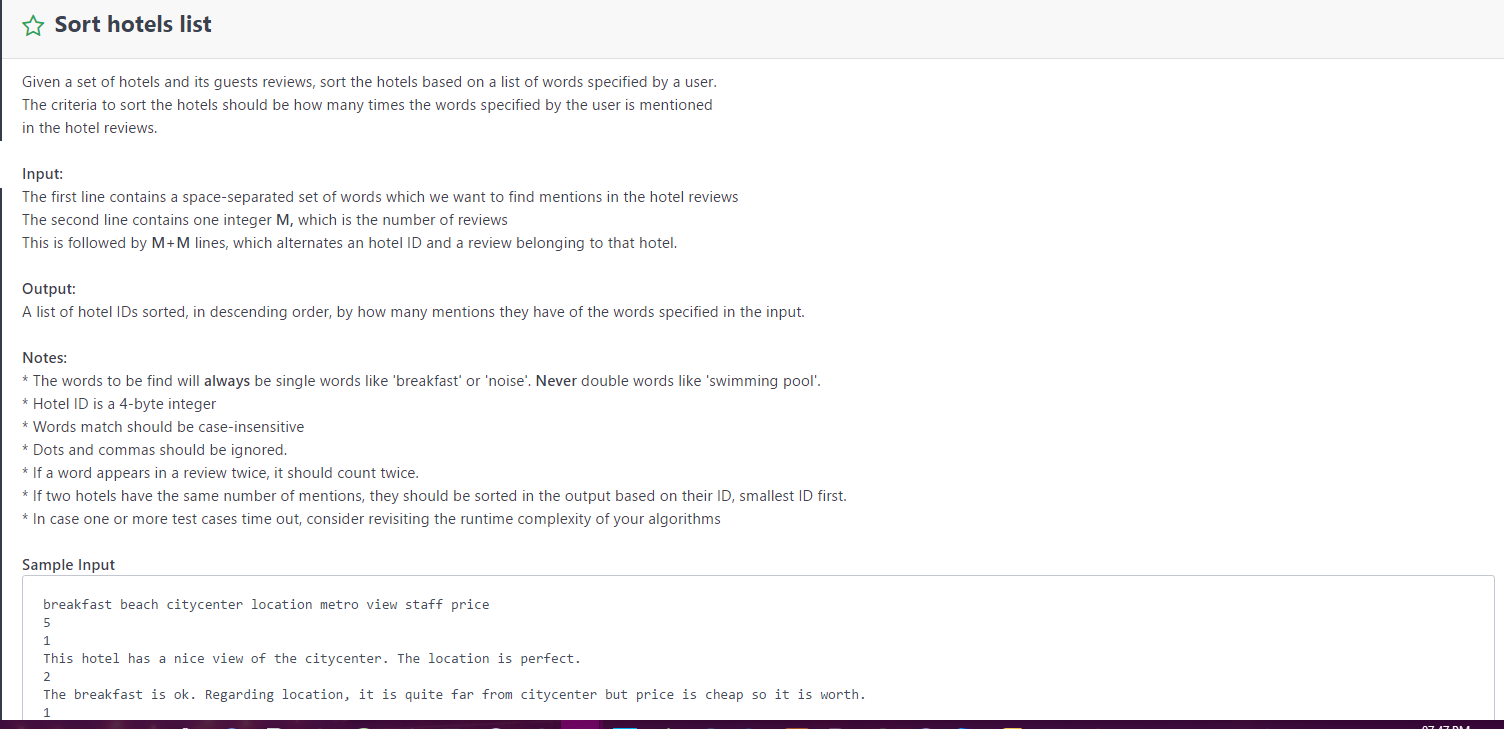 Sort hotels list
Given a set of hotels and its guests reviews, sort the hotels based on a list of words specified by a user.
The criteria to sort the hotels should be how many times the words specified by the user is mentioned
in the hotel reviews.
Input:
The first line contains a space-separated set of words which we want to find mentions in the hotel reviews
The second line contains one integer M, which is the number of reviews
This is followed by M+M lines, which alternates an hotel ID and a review belonging to that hotel.
Output:
A list of hotel IDs sorted, in descending order, by how many mentions they have of the words specified in the input.
Notes:
* The words to be find will always be single words like 'breakfast' or 'noise'. Never double words like 'swimming pool'.
* Hotel ID is a 4-byte integer
* Words match should be case-insensitive
* Dots and commas should be ignored.
* If a word appears in a review twice, it should count twice.
* If two hotels have the same number of mentions, they should be sorted in the output based on their ID, smallest ID first.
* In case one or more test cases time out, consider revisiting the runtime complexity of your algorithms
Sample Input
breakfast beach citycenter location metro view staff price
5
1
This hotel has a nice view of the citycenter. The location is perfect.
2
The breakfast is ok. Regarding location, it is quite far from citycenter but price is cheap so it is worth.
1